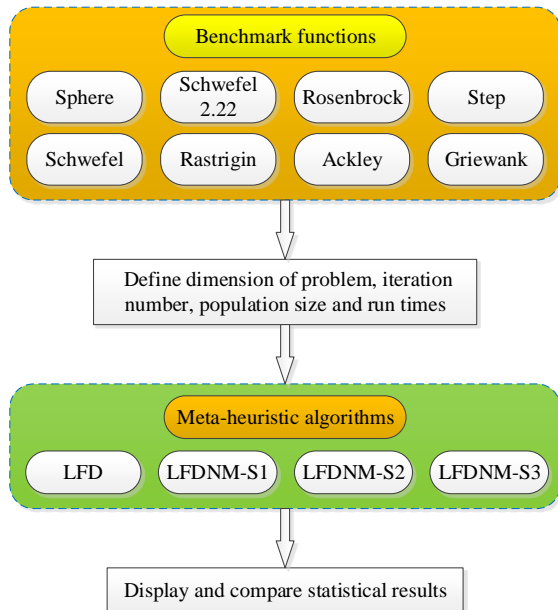 Benchmark functions
Sphere
Schwefel
2.22
Rosenbrock
Step
Schwefel
Rastrigin
Ackley
Griewank
Define dimension of problem, iteration
number, population size and run times
Meta-heuristic algorithms
LFD
LFDNM-S1
LFDNM-S2
LFDNM-S3
Display and compare statistical results